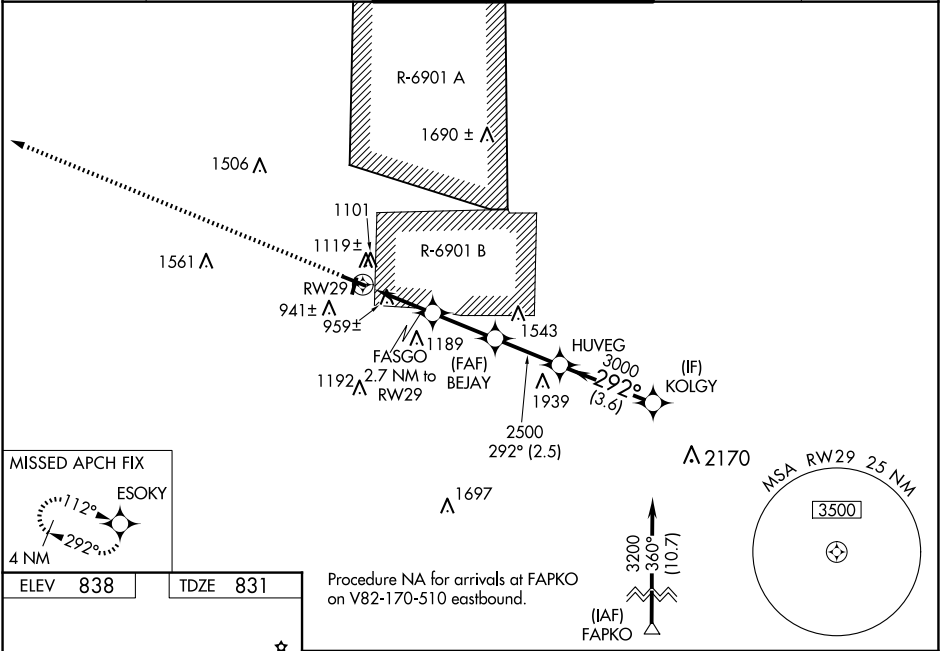 R-6901 A
1690 ±
1506
1101
1119±
R-6901 B
1561
RW29
941±
959±
1543
1189
HUVEG
FASGO
2.7 NM to
RW29
(FAF)
BEJAY
3000
292°
(3.6)
(IF)
KOLGY
1192
1939
2500
292° (2.5)
2170
MISSED APCH FIX
ESOKY
112°
292°
4 NM
1697
MSA RW29 25 NM
3500
3200
360°
(10.7)
ELEV 838
TDZE 831
Procedure NA for arrivals at FAPKO
on V82-170-510 eastbound.
(IAF)
FAPKO